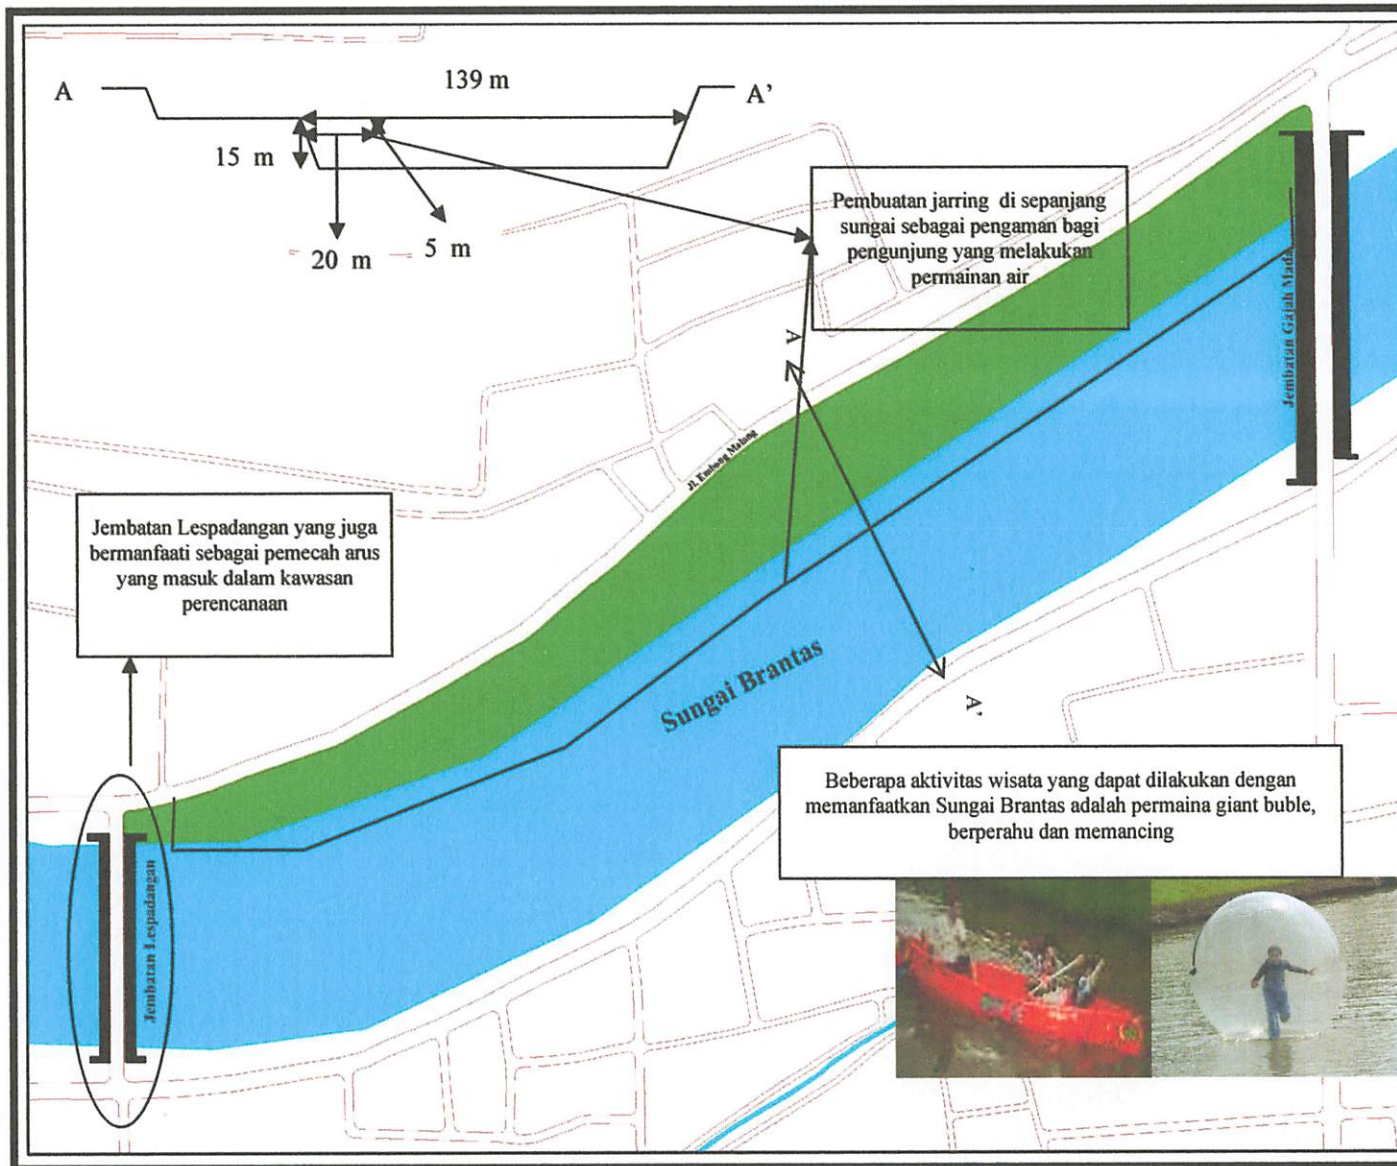 A
139 m
A’
15 m
20 m
5 m
Pembuatan jarring di sepanjang
sungai sebagai pengaman bagi
pengunjung yang melakukan
permainan air
A
Jembatan Gajah Mada
Jl. Embong Malang
Jembatan Lespadangan yang juga
bermanfaati sebagai pemecah arus
yang masuk dalam kawasan
perencanaan
Sungai Brantas
A’
Beberapa aktivitas wisata yang dapat dilakukan dengan
memanfaatkan Sungai Brantas adalah permaina giant buble,
berperahu dan memancing
Jembatan Lespadangan